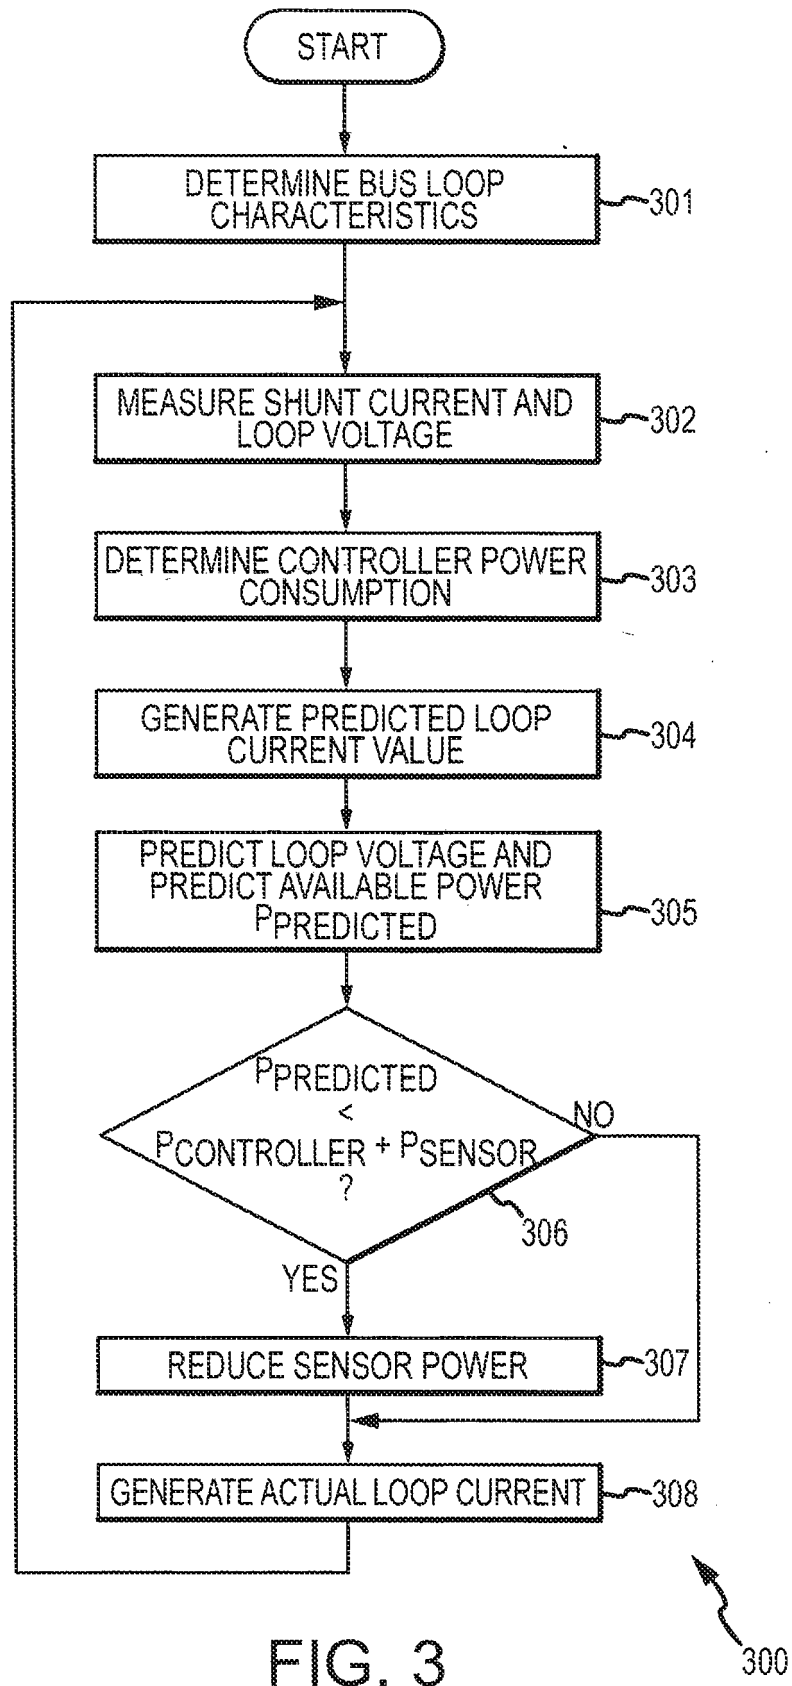 START
DETERMINE BUS LOOP
CHARACTERISTICS
301
MEASURE SHUNT CURRENT AND
LOOP VOLTAGE
302
DETERMINE CONTROLLER POWER
CONSUMPTION
303
GENERATE PREDICTED LOOP
CURRENT VALUE
304
PREDICT LOOP VOLTAGE AND
PREDICT AVAILABLE POWER
PPREDICTED
305
PPREDICTED
<
PCONTROLLER + PSENSOR
?
NO
306
YES
REDUCE SENSOR POWER
307
GENERATE ACTUAL LOOP CURRENT
308
300
FIG. 3